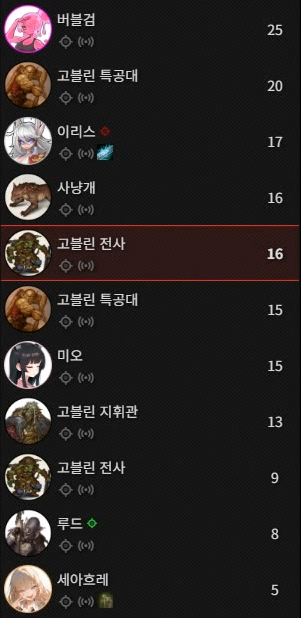 버블검
25
고블린 특공대
20
이리스
17
사냥개
16
고블린 전사
16
고블린 특공대
15
미오
15
고블린 지휘관
13
고블린 전사
9
루드
8
세아흐레
5